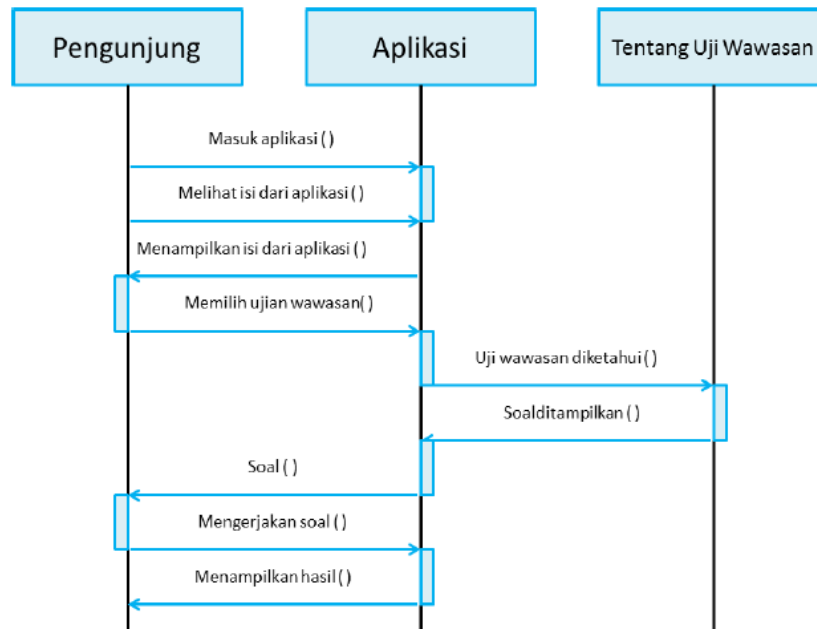 Pengunjung
Aplikasi
Tentang Uji Wawasan
Masuk aplikasi ( )
Melihat isi dari aplikasi ( )
Menampilkan isi dari aplikasi ( )
Memilih ujian wawasan( )
Uji wawasan diketahui ( )
Soalditampilkan ( )
Soal ( )
Mengerjakan soal ( )
Menampilkan hasil ( )